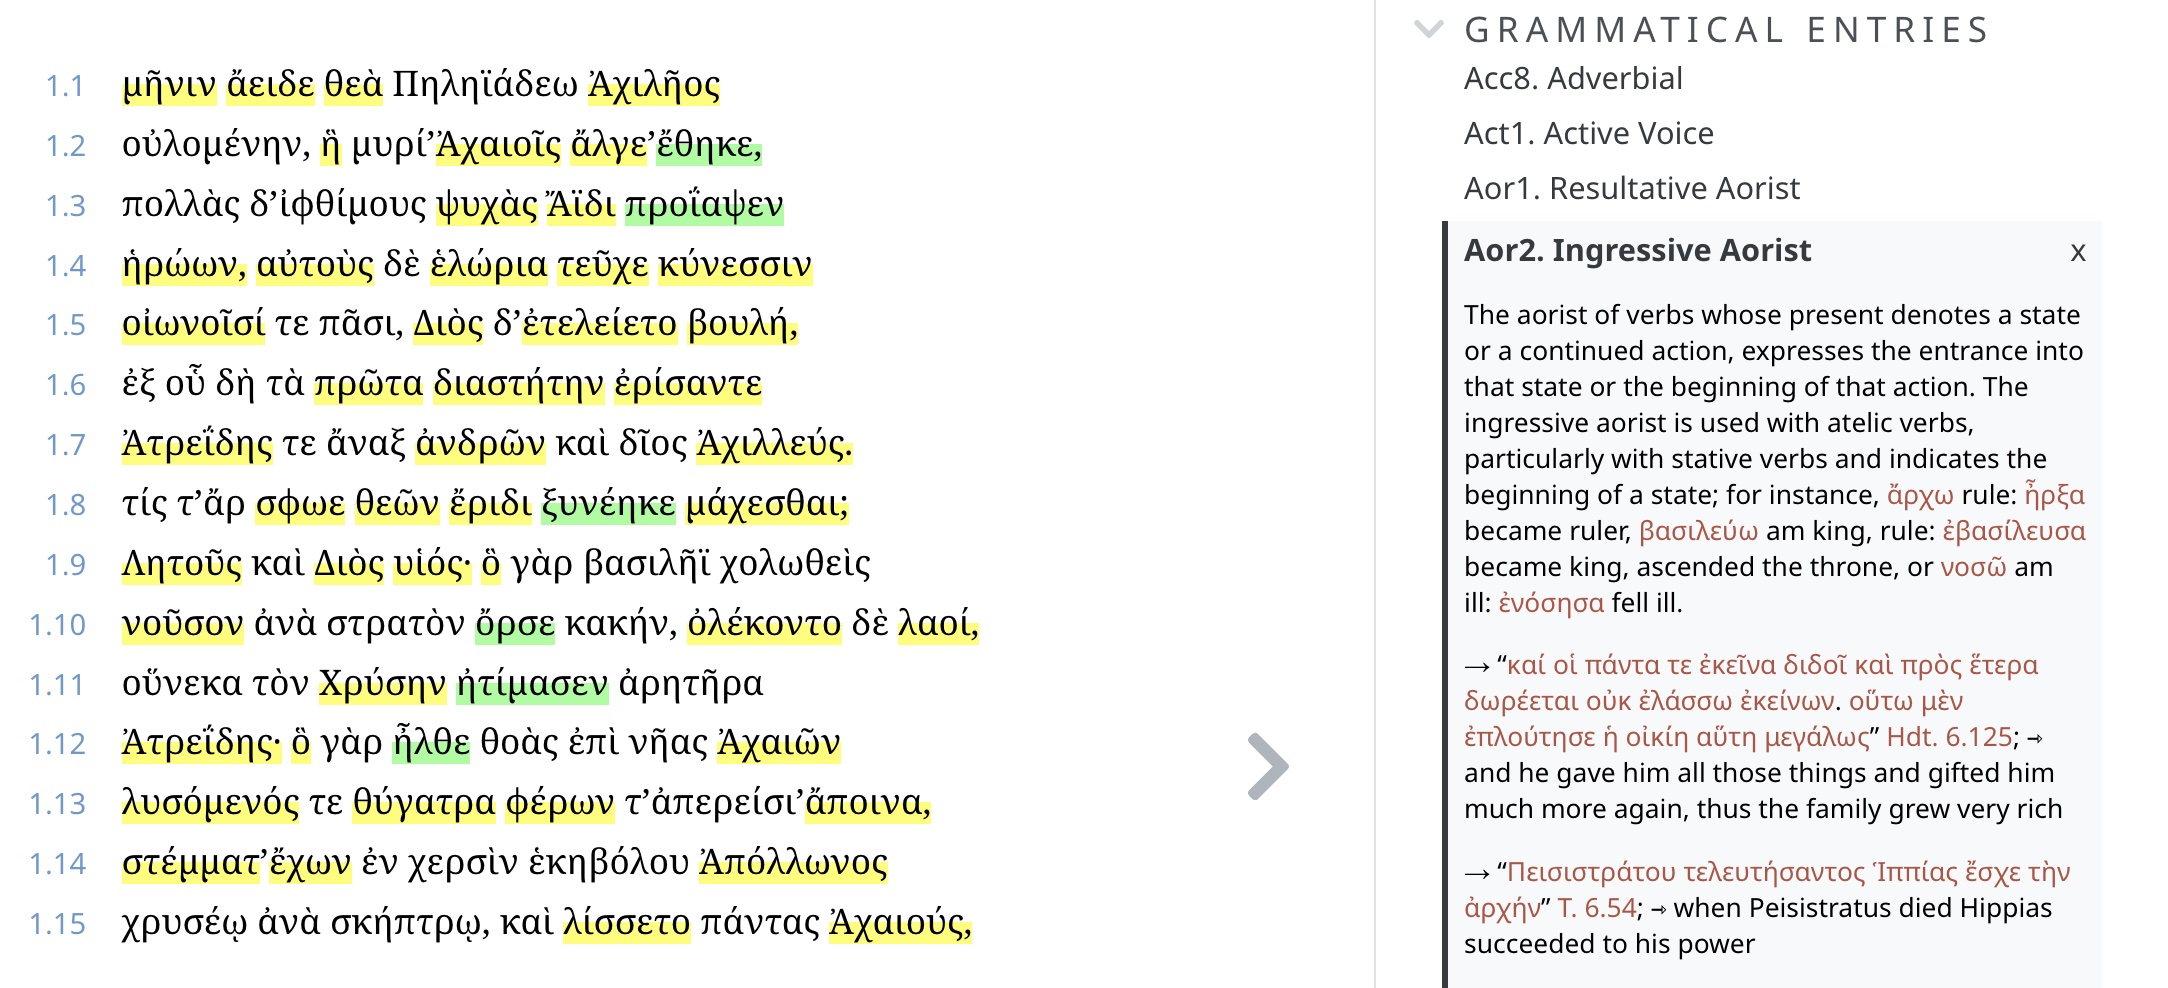 1.1 μῆνιν ἄειδε θεὰ Πηληϊάδεω Ἀχιλῆος
1.2 οὐλομένην, ἣ μυρί’Ἀχαιοῖς ἄλγε’ἔθηκε,
1.3 πολλὰς δ’ἰφθίμους ψυχὰς Ἄϊδι προΐαψεν
1.4 ἡρώων, αὐτοὺς δὲ ἑλώρια τεῦχε κύνεσσιν
1.5 οἰωνοῖσί τε πᾶσι, Διὸς δ’ἐτελείετο βουλή,
1.6 ἐξ οὗ δὴ τὰ πρῶτα διαστήτην ἐρίσαντε
1.7 Ἀτρεΐδης τε ἄναξ ἀνδρῶν καὶ δῖος Ἀχιλλεύς.
1.8 τίς τ’ἄρ σφωε θεῶν ἔριδι ξυνέηκε μάχεσθαι;
1.9 Λητοῦς καὶ Διὸς υἱός· ὃ γὰρ βασιλῆϊ χολωθεὶς
1.10 νοῦσον ἀνὰ στρατὸν ὄρσε κακήν, ὀλέκοντο δὲ λαοί,
1.11 οὕνεκα τὸν Χρύσην ἠτίμασεν ἀρητῆρα
1.12 Ἀτρεΐδης· ὃ γὰρ ἦλθε θοὰς ἐπὶ νῆας Ἀχαιῶν
1.13 λυσόμενός τε θύγατρα φέρων τ’ἀπερείσι’ἄποινα,
1.14 στέμματ’ἔχων ἐν χερσὶν ἑκηβόλου Ἀπόλλωνος
1.15 χρυσέῳ ἀνὰ σκήπτρῳ, καὶ λίσσετο πάντας Ἀχαιούς,
GRAMMATICAL ENTRIES
Acc8. Adverbial
Act1. Active Voice
Aor1. Resultative Aorist
Aor2. Ingressive Aorist x
The aorist of verbs whose present denotes a state
or a continued action, expresses the entrance into
that state or the beginning of that action. The
ingressive aorist is used with atelic verbs,
particularly with stative verbs and indicates the
beginning of a state; for instance, ἄρχω rule: ἦρξα
became ruler, βασιλεύω am king, rule: ἐβασίλευσα
became king, ascended the throne, or νοσῶ am
ill: ἐνόσησα fell ill.
→ “καί οἱ πάντα τε ἐκεῖνα διδοῖ καὶ πρὸς ἕτερα
δωρέεται οὐκ ἐλάσσω ἐκείνων. οὕτω μὲν
ἐπλούτησε ἡ οἰκίη αὕτη μεγάλως” Hdt. 6.125; ⇾
and he gave him all those things and gifted him
much more again, thus the family grew very rich
→ “Πεισιστράτου τελευτήσαντος Ἱππίας ἔσχε τὴν
ἀρχήν” T. 6.54; ⇾ when Peisistratus died Hippias
succeeded to his power